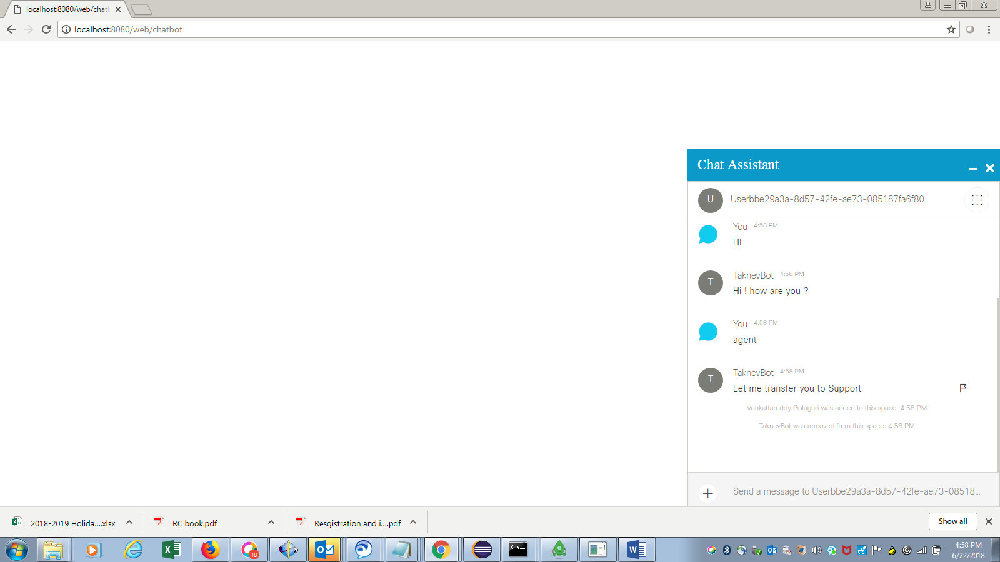 localhost:8080/web/chatb
localhost:8080/web/chatbot
Chat Assistant
U
Userbbe29a3a-8d57-42fe-ae73-085187fa6f80
You 4:58 PM
HI
T
TaknevBot 4:58 PM
Hi ! how are you ?
You 4:58 PM
agent
T
TaknevBot 4:58 PM
Let me transfer you to Support
Venkattareddy Goluguri was added to this space. 4:58 PM
TaknevBot was removed from this space. 4:58 PM
Send a message to Userbbe29a3a-8d57-42fe-ae73-08518...
2018-2019 Holida....xlsx
RC book.pdf
Resgistration and i....pdf
Show all
18
C:\
4:58 PM
6/22/2018